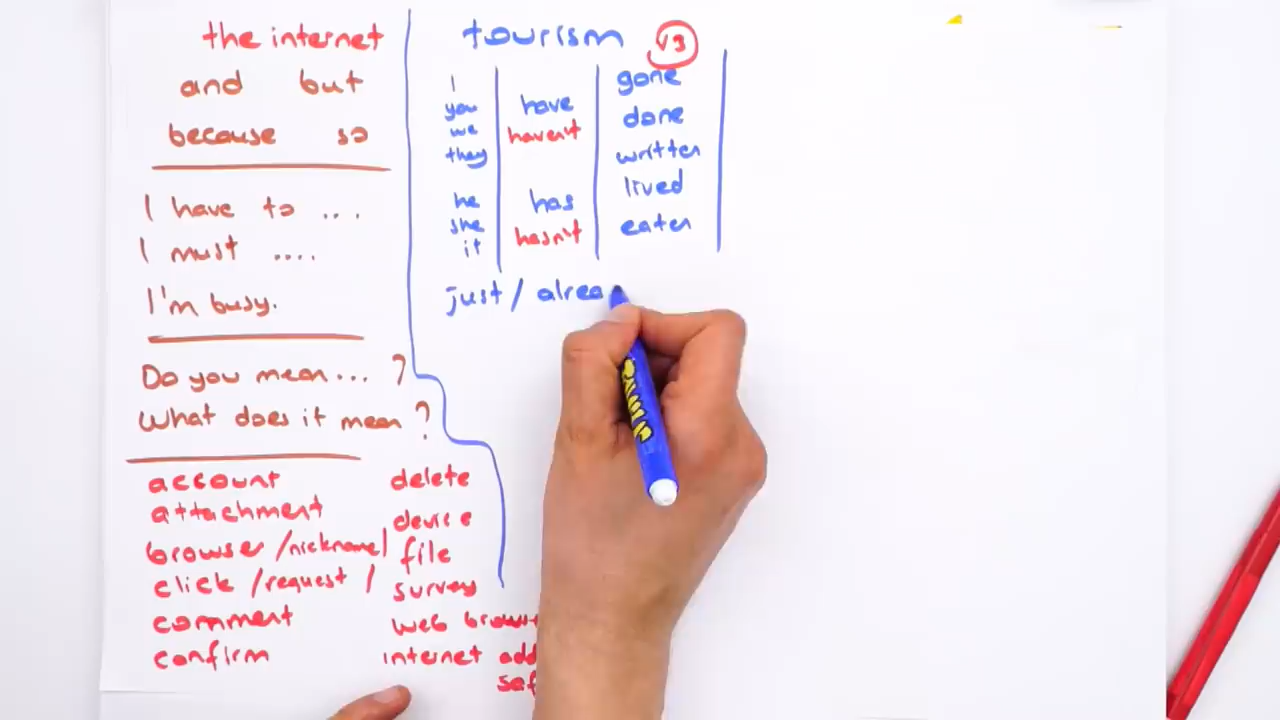 the internet
and but
because so
I have to ....
I must ....
I'm busy.
Do you mean... ?
What does it mean ?
account
attachment
browser /nickname/
click /request /
comment
confirm
delete
device
file
survey
web
internet
tourism
V3
I
you
we
they
have
haven't
he
she
it
has
hasn't
gone
done
written
lived
eaten
just / alrea